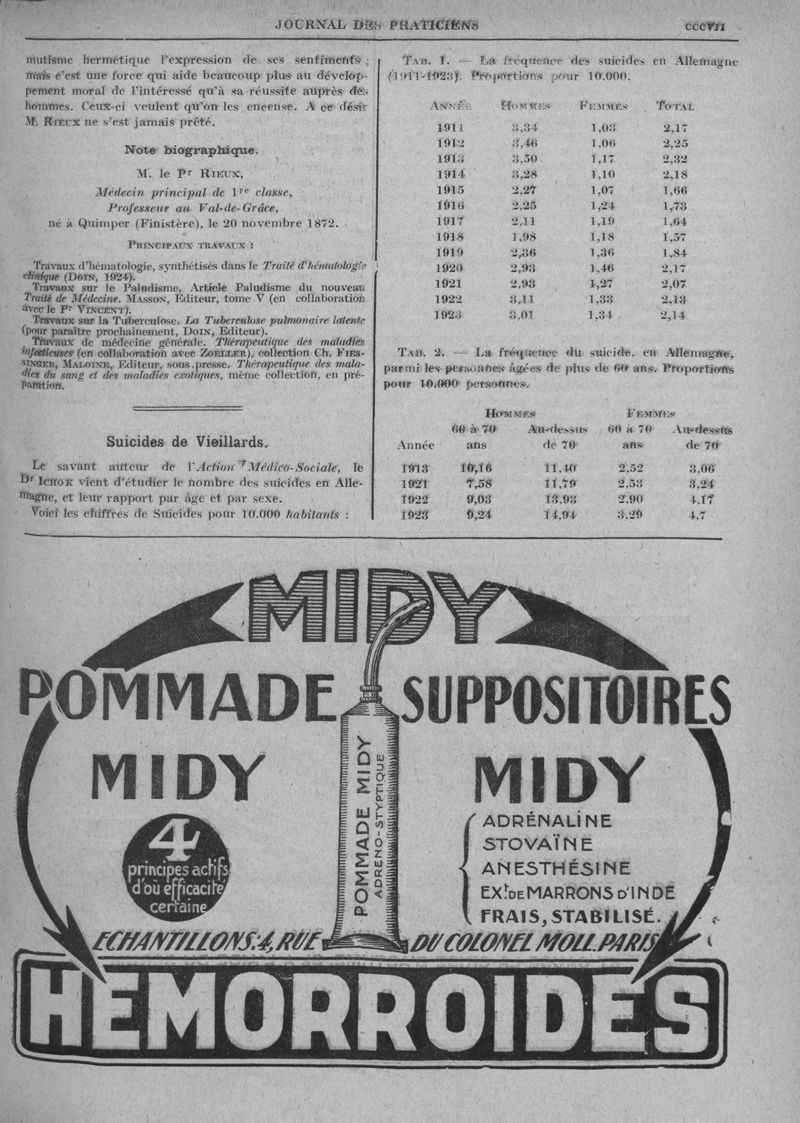 JOURNAL DES PRATICIENS
CCCVII
mutisme hermétique l'expression de ses sentiments ;
mais c'est une force qui aide beaucoup plus au dévelop-
pement moral de l'intéressé qu'à sa réussite auprès des
hommes. Ceux-ci veulent qu'on les encense. A ce désir
M. RIEUX ne s'est jamais prêté.
Note biographique.
M. le Pr RIEUX,
Médecin principal de 1re classe,
Professeur au Val-de-Grâce,
né à Quimper (Finistère), le 20 novembre 1872.
PRINCIPAUX TRAVAUX :
Travaux d'hématologie, synthétisés dans le Traité d'hématologie
clinique (DOIN, 1924).
Travaux sur le Paludisme. Article Paludisme du nouveau
Traité de Médecine. MASSON, Editeur, tome V (en collaboration
avec le Pr VINCENT).
Travaux sur la Tuberculose. La Tuberculose pulmonaire latente
(pour paraître prochainement, DOIN, Editeur).
Travaux de médecine générale. Thérapeutique des maladies
infectieuses (en collaboration avec ZOELLER), collection Ch. FIES-
SINGER, MALOINE, Editeur, sous presse. Thérapeutique des mala-
dies du sang et des maladies exotiques, même collection, en pré-
paration.
Suicides de Vieillards.
Le savant auteur de l'Action Médico-Sociale, le
Dr ICHOK vient d'étudier le nombre des suicides en Alle-
magne, et leur rapport par âge et par sexe.
Voici les chiffres de Suicides pour 10.000 habitants :
TAB. 1. — La fréquence des suicides en Allemagne
(1911-1923). Proportions pour 10.000.
ANNÉE HOMMES FEMMES TOTAL
1911 3,34 1,03 2,17
1912 3,46 1,06 2,25
1913 3,50 1,17 2,32
1914 3,28 1,10 2,18
1915 2,27 1,07 1,66
1916 2,25 1,24 1,73
1917 2,11 1,19 1,64
1918 1,98 1,18 1,57
1919 2,36 1,36 1,84
1920 2,93 1,46 2,17
1921 2,93 1,27 2,07
1922 3,11 1,33 2,13
1923 3,01 1,34 2,14
TAB. 2. — La fréquence du suicide. en Allemagne,
parmi les personnes âgées de plus de 60 ans. Proportions
pour 10.000 personnes.
HOMMES FEMMES
60 à 70 Au-dessus 60 à 70 Au-dessus
Année ans de 70 ans de 70
1913 10,16 11,40 2,52 3,06
1921 7,58 11,79 2,53 3,24
1922 9,03 13,93 2,90 4,17
1923 9,24 14,94 3,29 4,7
MIDY
POMMADE
MIDY
4
principes actifs
d'où efficacité
certaine
POMMADE MIDY
ADRENO-STYPTIQUE
POMMADE MIDY
ADRENO-STYPTIQUE
SUPPOSITOIRES
MIDY
ADRÉNALINE
STOVAÏNE
ANESTHÉSINE
EXt. DE MARRONS D'INDE
FRAIS, STABILISÉ.
ECHANTILLONS: 4, RUE DU COLONEL MOLL. PARIS
HEMORROIDES